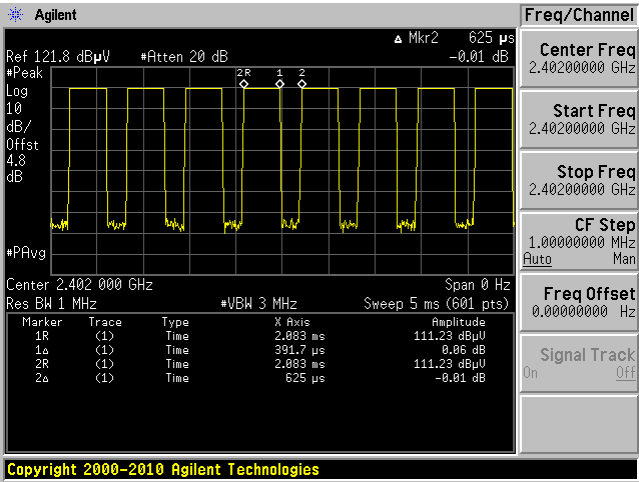 Agilent
Freq/Channel
Δ Mkr2 625 µs
Ref 121.8 dBµV #Atten 20 dB -0.01 dB
#Peak
Log
10
dB/
Offst
4.8
dB
#PAvg
2R 1 2
Center 2.402 000 GHz Span 0 Hz
Res BW 1 MHz #VBW 3 MHz Sweep 5 ms (601 pts)
Marker Trace Type X Axis Amplitude
1R (1) Time 2.083 ms 111.23 dBµV
1Δ (1) Time 391.7 µs 0.06 dB
2R (1) Time 2.083 ms 111.23 dBµV
2Δ (1) Time 625 µs -0.01 dB
Center Freq
2.40200000 GHz
Start Freq
2.40200000 GHz
Stop Freq
2.40200000 GHz
CF Step
1.00000000 MHz
Auto Man
Freq Offset
0.00000000 Hz
Signal Track
On Off
Copyright 2000-2010 Agilent Technologies